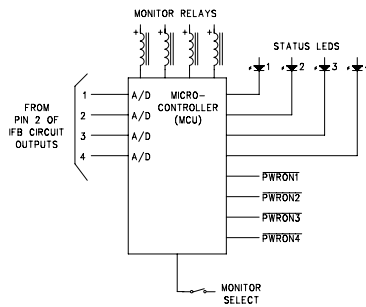 MONITOR RELAYS
+ + + +
STATUS LEDS
1 2 3 4
FROM
PIN 2 OF
IFB CIRCUIT
OUTPUTS
1 A/D
2 A/D
3 A/D
4 A/D
MICRO-
CONTROLLER
(MCU)
PWRON1
PWRON2
PWRON3
PWRON4
MONITOR
SELECT